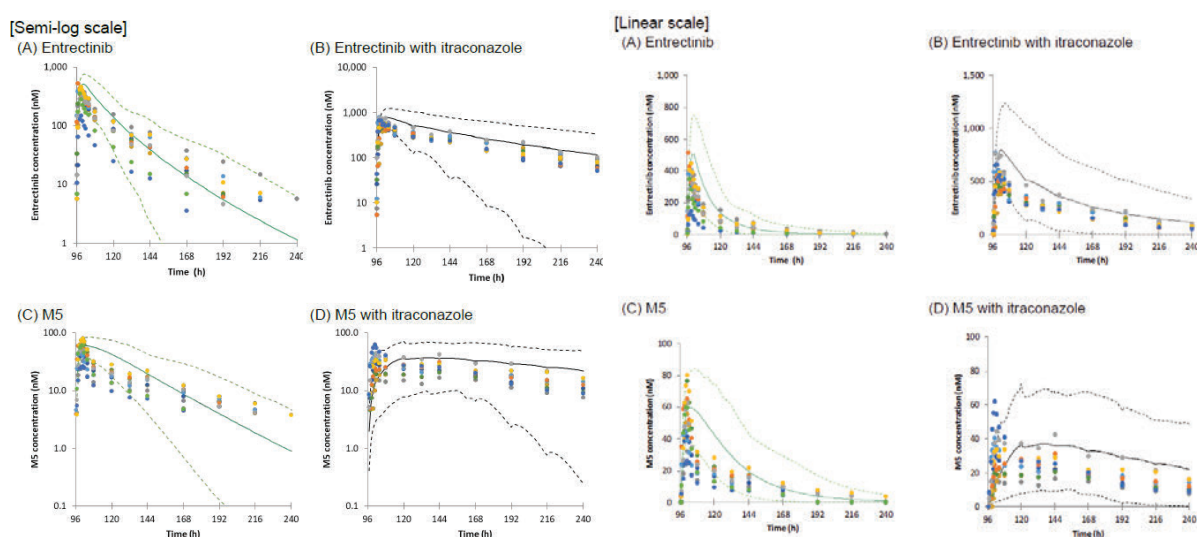 [Semi-log scale]
(A) Entrectinib
Entrectinib concentration (nM)
1,000
100
10
1
96 120 144 168 192 216 240
Time (h)
(B) Entrectinib with itraconazole
Entrectinib concentration (nM)
10,000
1,000
100
10
1
96 120 144 168 192 216 240
Time (h)
(C) M5
M5 concentration (nM)
100.0
10.0
1.0
0.1
96 120 144 168 192 216 240
Time (h)
(D) M5 with itraconazole
M5 concentration (nM)
100.0
10.0
1.0
0.1
96 120 144 168 192 216 240
Time (h)
[Linear scale]
(A) Entrectinib
Entrectinib concentration (nM)
1,000
800
600
400
200
0
96 120 144 168 192 216 240
Time (h)
(B) Entrectinib with itraconazole
Entrectinib concentration (nM)
1,500
1,000
500
0
96 120 144 168 192 216 240
Time (h)
(C) M5
M5 concentration (nM)
100
80
60
40
20
0
96 120 144 168 192 216 240
Time (h)
(D) M5 with itraconazole
M5 concentration (nM)
100
80
60
40
20
0
96 120 144 168 192 216 240
Time (h)